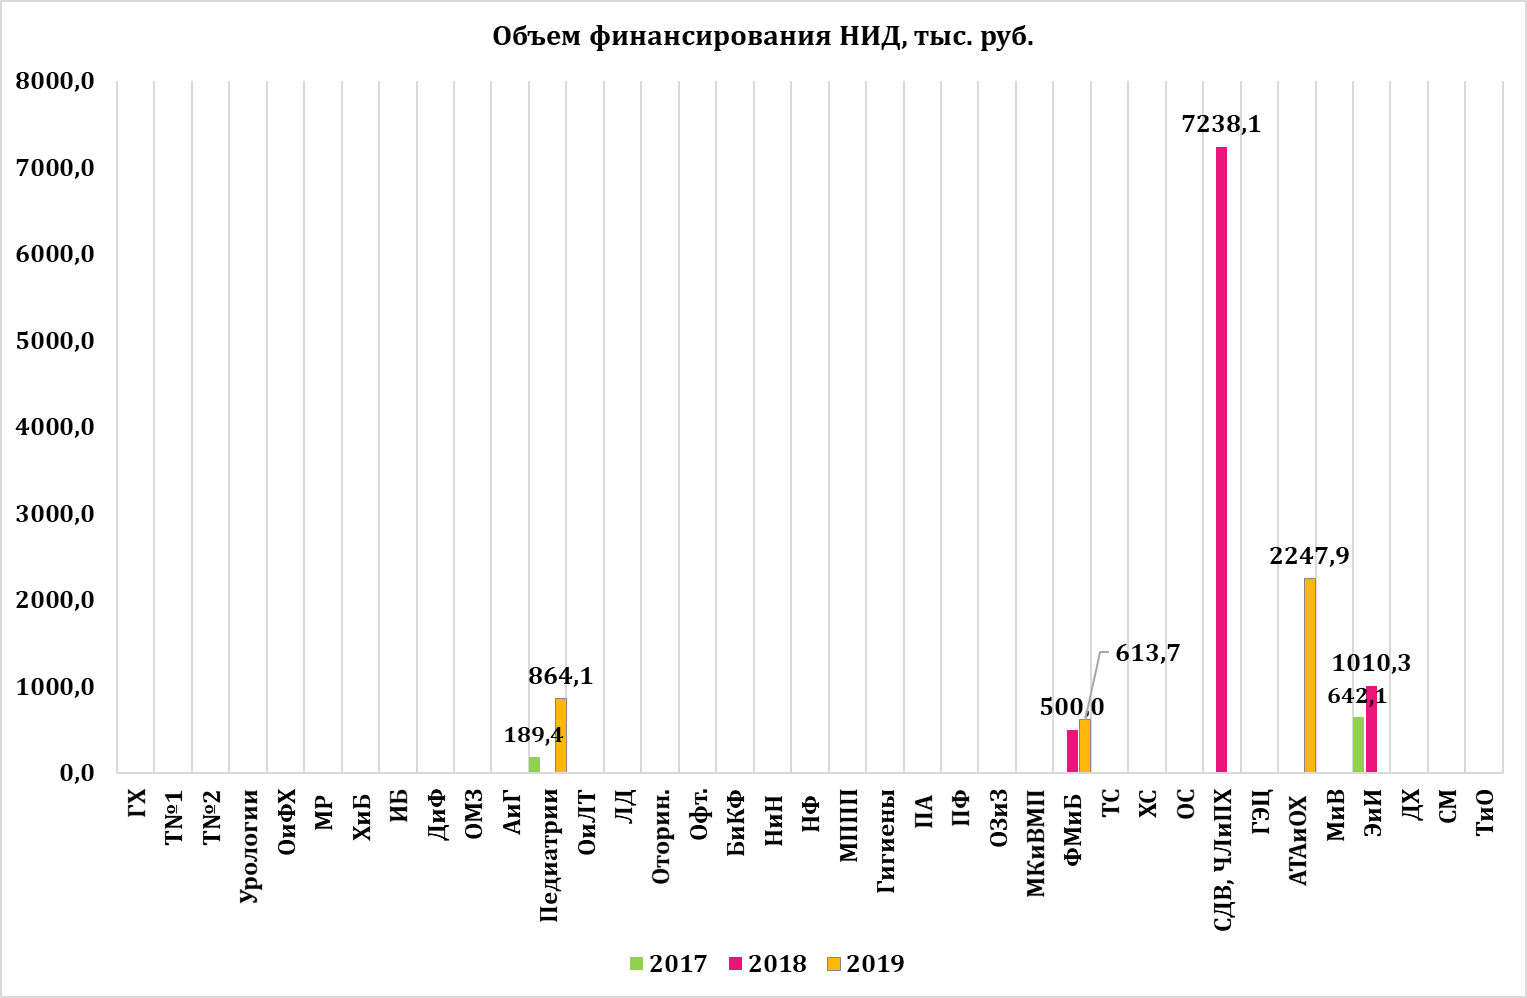 Объем финансирования НИД, тыс. руб.
8000,0
7000,0
6000,0
5000,0
4000,0
3000,0
2000,0
1000,0
0,0
189,4
864,1
500,0
613,7
7238,1
2247,9
642,1
1010,3
ГХ
Т№1
Т№2
Урологии
ОиФХ
МР
ХиБ
ИБ
ДиФ
ОМЗ
АиГ
Педиатрии
ОиЛТ
ЛД
Оторин.
Офт.
БиКФ
НиН
НФ
МППП
Гигиены
ПА
ПФ
ОЗиЗ
МКиВМП
ФМиБ
ТС
ХС
ОС
СДВ, ЧЛиПХ
ГЭЦ
АТАиОХ
МиВ
ЭиИ
ДХ
СМ
ТиО
2017
2018
2019